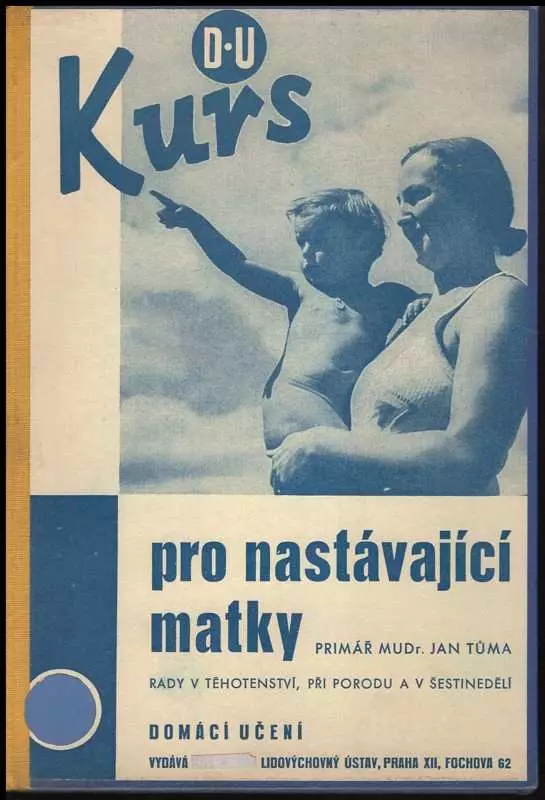 D·U
Kurs
pro nastávající
matky
PRIMÁŘ MUDr. JAN TŮMA
RADY V TĚHOTENSTVÍ, PŘI PORODU A V ŠESTINEDĚLÍ
DOMÁCÍ UČENÍ
VYDÁVÁ LIDOVÝCHOVNÝ ÚSTAV, PRAHA XII, FOCHOVA 62